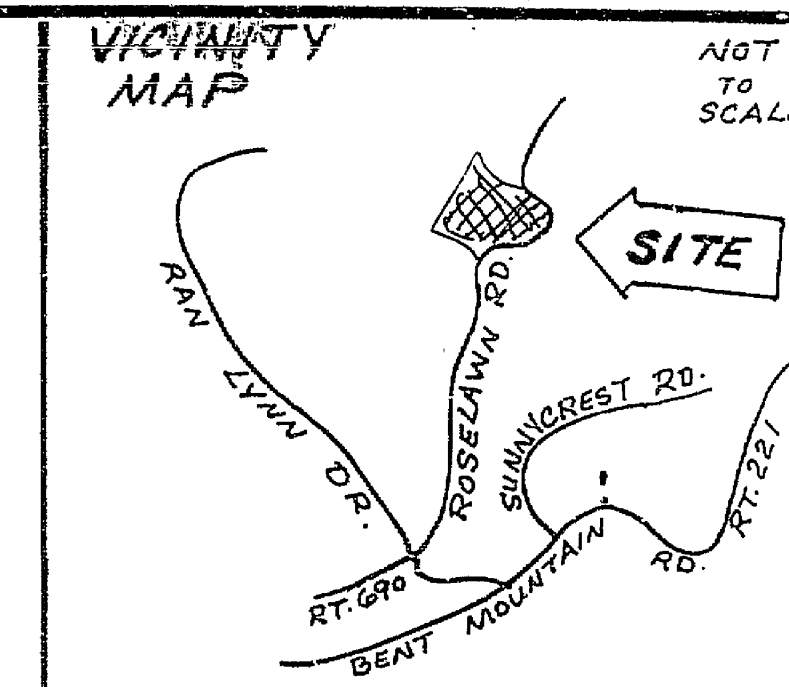 VICINITY
MAP
NOT
TO
SCAL
SITE
RAN LYNN DR.
ROSELAWN RD.
SUNNYCREST RD.
RT. 221
RT. 690
BENT MOUNTAIN RD.